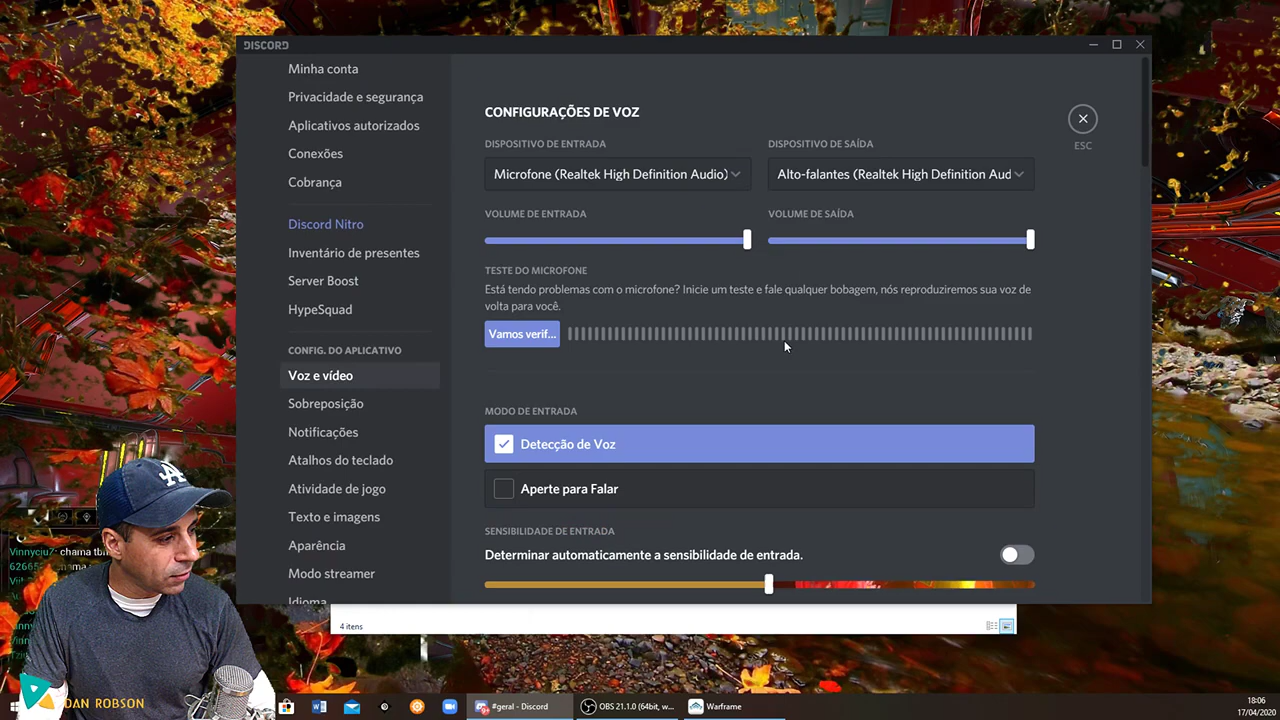 DISCORD
Minha conta
Privacidade e segurança
Aplicativos autorizados
Conexões
Cobrança
Discord Nitro
Inventário de presentes
Server Boost
HypeSquad
CONFIG. DO APLICATIVO
Voz e vídeo
Sobreposição
Notificações
Atalhos do teclado
Atividade de jogo
Texto e imagens
Aparência
Modo streamer
Idioma
CONFIGURAÇÕES DE VOZ
ESC
DISPOSITIVO DE ENTRADA
Microfone (Realtek High Definition Audio)
DISPOSITIVO DE SAÍDA
Alto-falantes (Realtek High Definition Aud
VOLUME DE ENTRADA
VOLUME DE SAÍDA
TESTE DO MICROFONE
Está tendo problemas com o microfone? Inicie um teste e fale qualquer bobagem, nós reproduziremos sua voz de
volta para você.
Vamos verif...
MODO DE ENTRADA
Detecção de Voz
Aperte para Falar
SENSIBILIDADE DE ENTRADA
Determinar automaticamente a sensibilidade de entrada.
4 itens
chama
DAN ROBSON
#geral - Discord
OBS 21.1.0 (64bit, w...
Warframe
18:06
17/04/2020